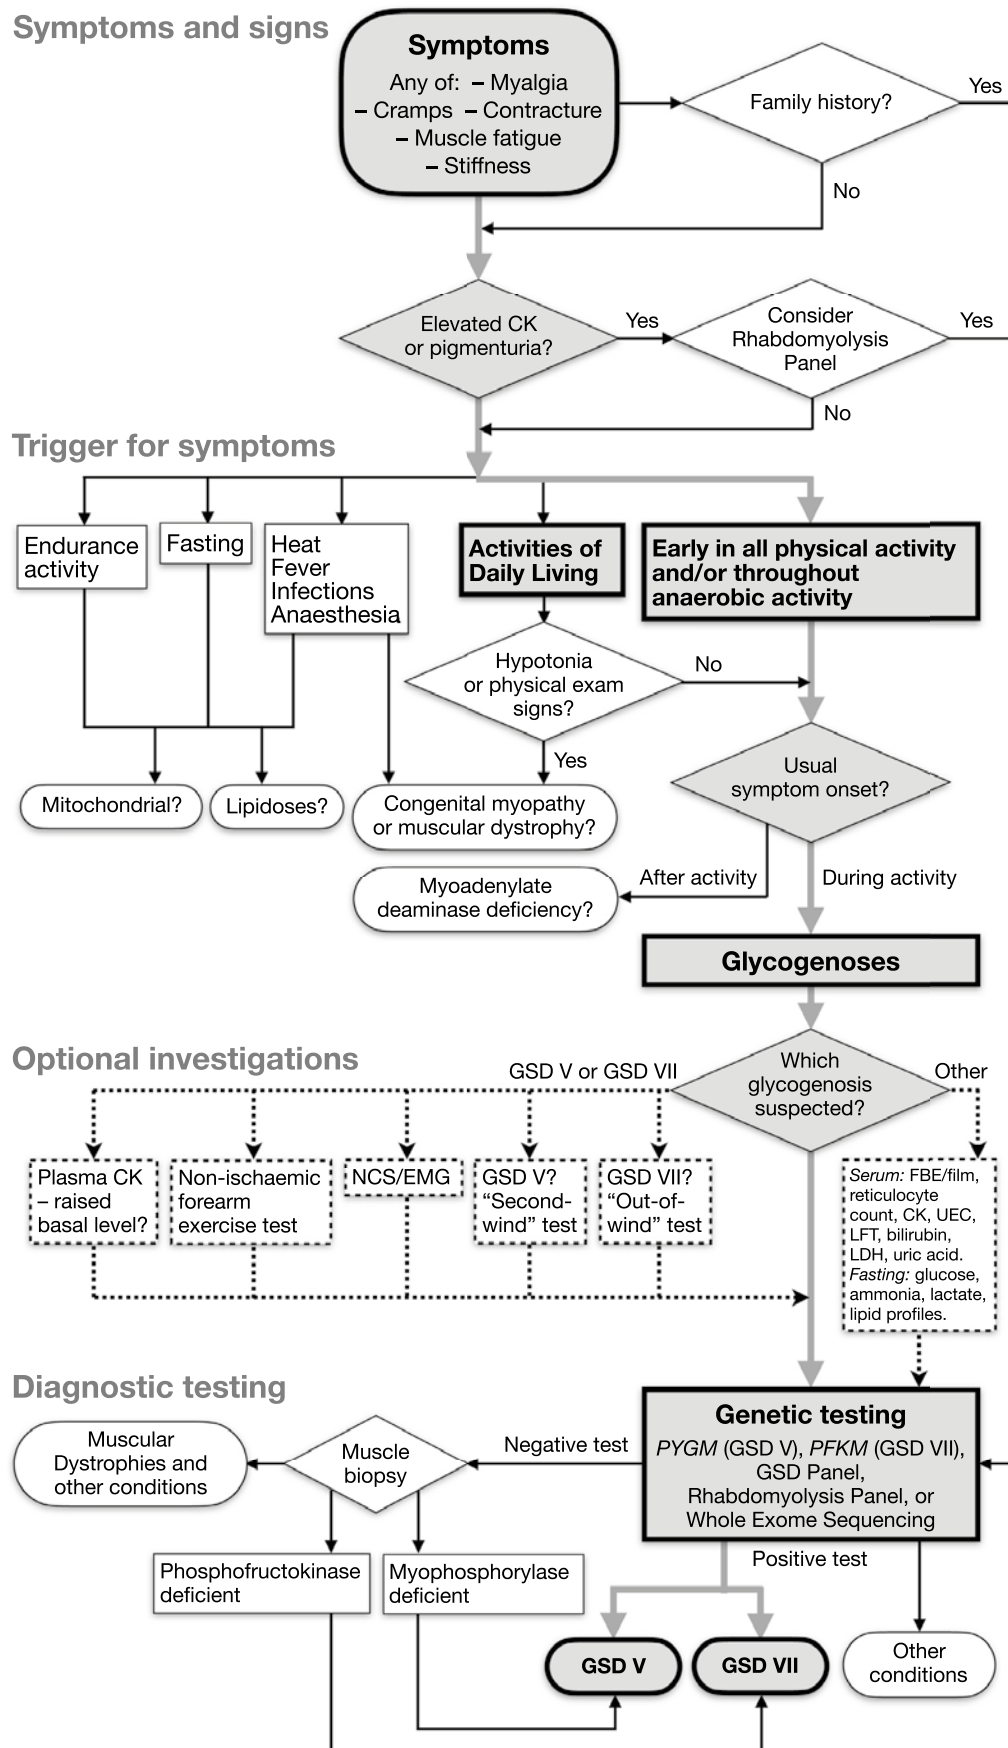 Symptoms and signs
Symptoms
Any of: – Myalgia
– Cramps – Contracture
– Muscle fatigue
– Stiffness
Family history?
Yes
No
Elevated CK
or pigmenturia?
Yes
Consider
Rhabdomyolysis
Panel
Yes
No
Trigger for symptoms
Endurance
activity
Fasting
Heat
Fever
Infections
Anaesthesia
Activities of
Daily Living
Early in all physical activity
and/or throughout
anaerobic activity
Hypotonia
or physical exam
signs?
No
Yes
Usual
symptom onset?
Mitochondrial?
Lipidoses?
Congenital myopathy
or muscular dystrophy?
After activity
During activity
Myoadenylate
deaminase deficiency?
Glycogenoses
Optional investigations
GSD V or GSD VII
Which
glycogenosis
suspected?
Other
Plasma CK
– raised
basal level?
Non-ischaemic
forearm
exercise test
NCS/EMG
GSD V?
“Second-
wind” test
GSD VII?
“Out-of-
wind” test
Serum: FBE/film,
reticulocyte
count, CK, UEC,
LFT, bilirubin,
LDH, uric acid.
Fasting: glucose,
ammonia, lactate,
lipid profiles.
Diagnostic testing
Genetic testing
PYGM (GSD V), PFKM (GSD VII),
GSD Panel,
Rhabdomyolysis Panel, or
Whole Exome Sequencing
Negative test
Muscle
biopsy
Muscular
Dystrophies and
other conditions
Phosphofructokinase
deficient
Myophosphorylase
deficient
Positive test
GSD V
GSD VII
Other
conditions